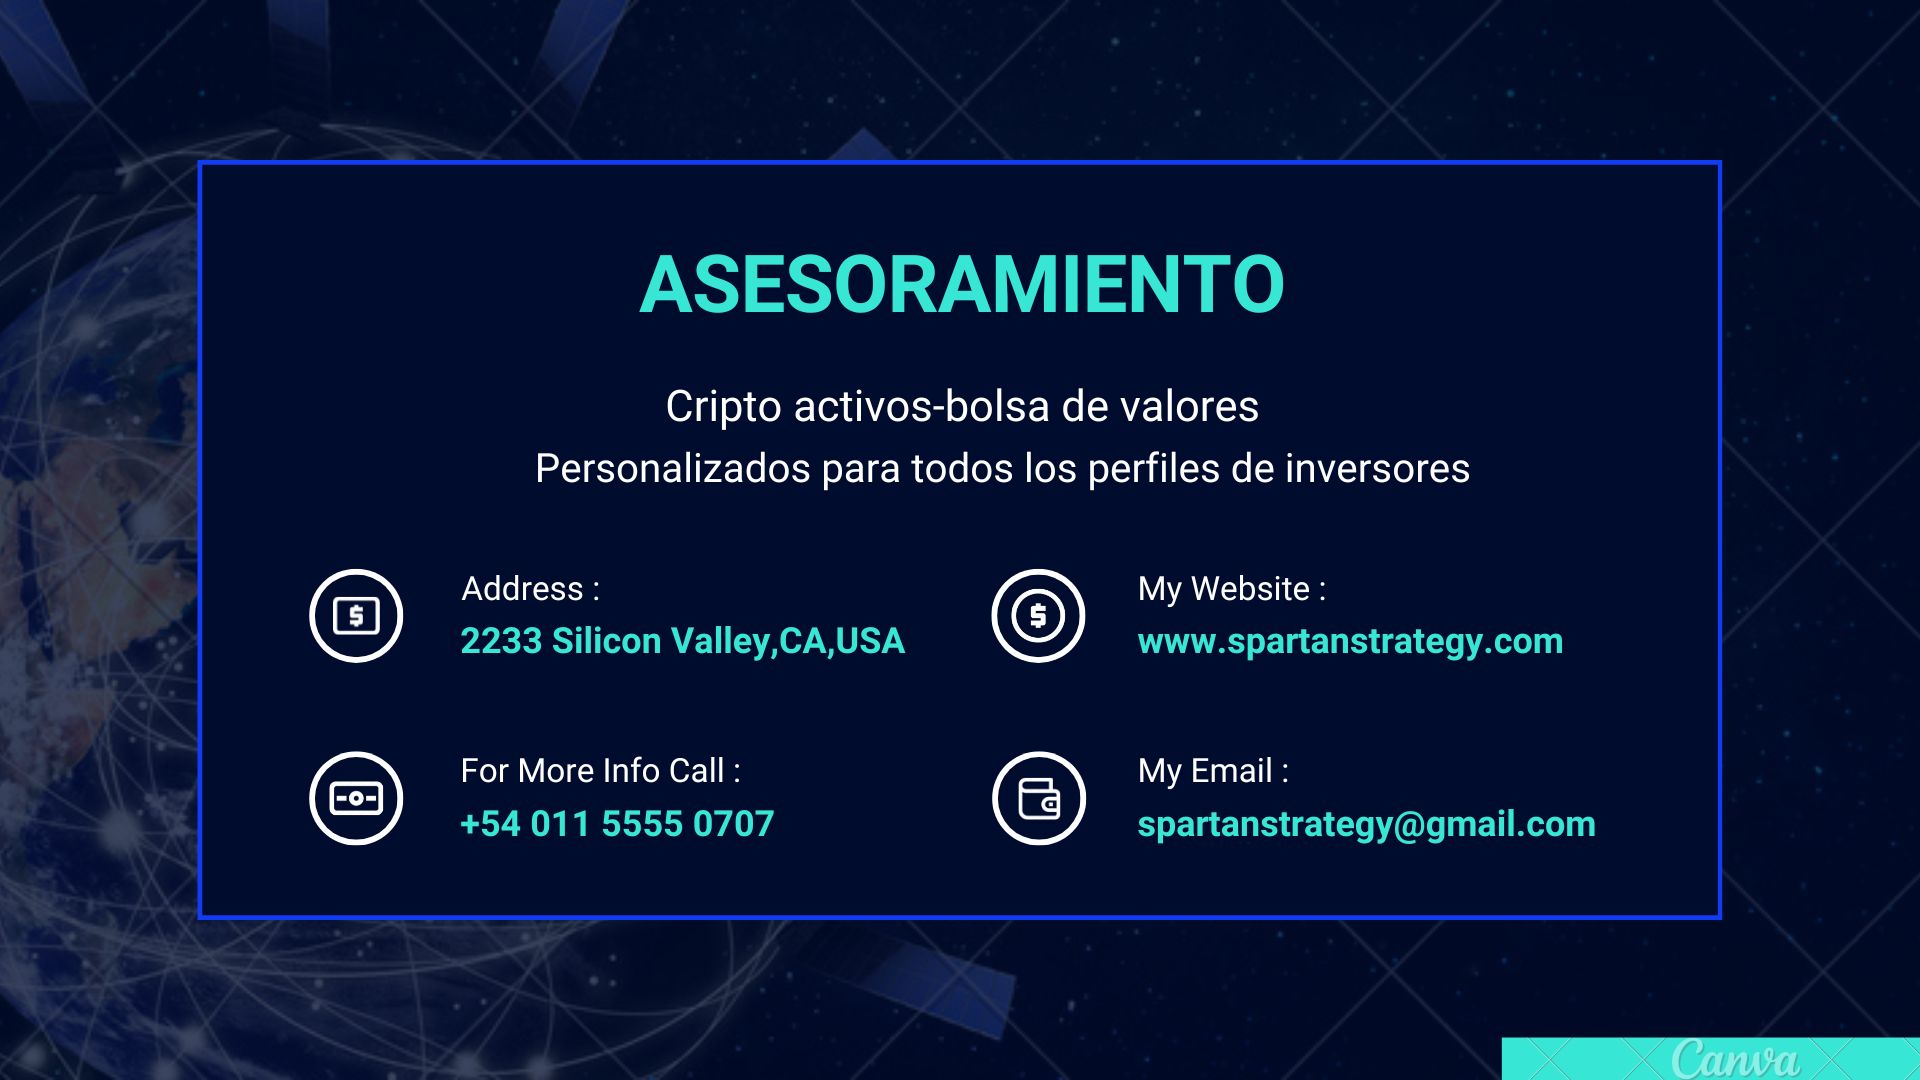 ASESORAMIENTO
Cripto activos-bolsa de valores
Personalizados para todos los perfiles de inversores
Address :
2233 Silicon Valley,CA,USA
My Website :
www.spartanstrategy.com
For More Info Call :
+54 011 5555 0707
My Email :
spartanstrategy@gmail.com
Canva